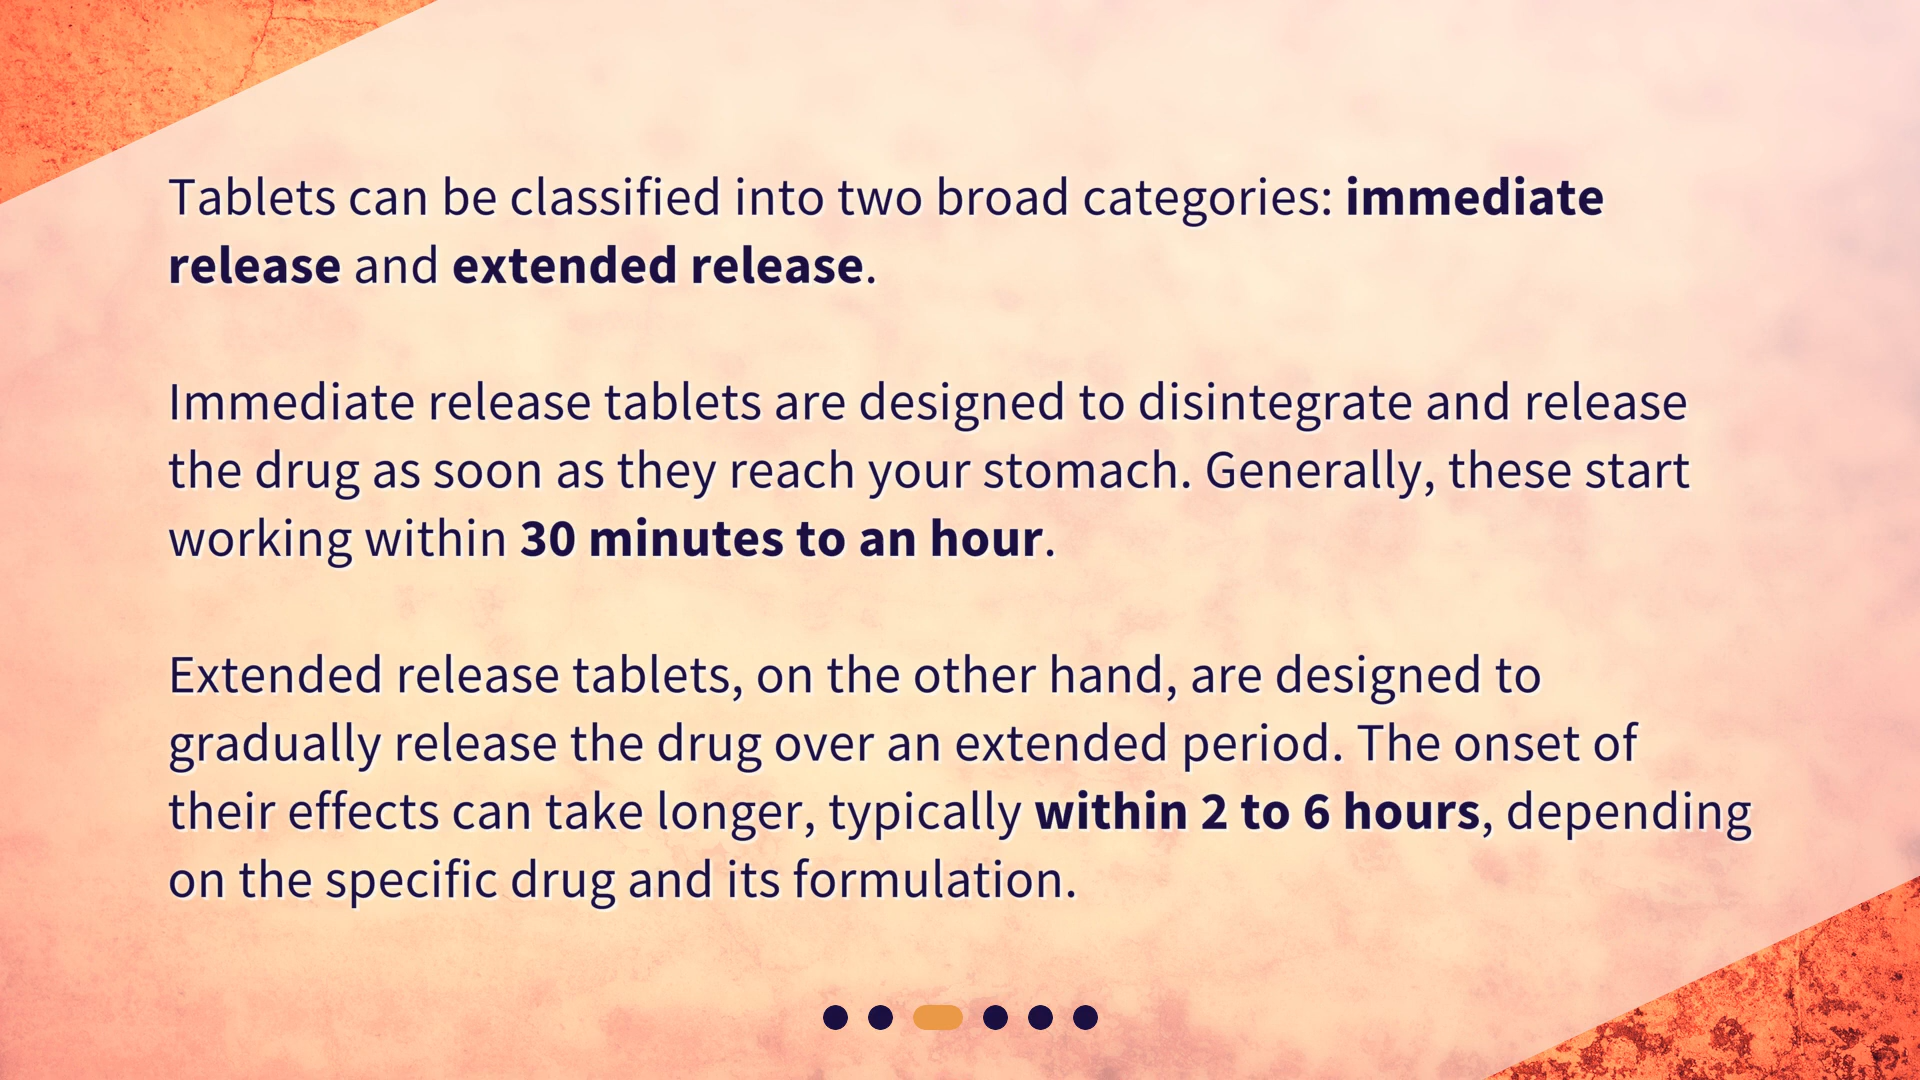 Tablets can be classified into two broad categories: immediate
release and extended release.
Immediate release tablets are designed to disintegrate and release
the drug as soon as they reach your stomach. Generally, these start
working within 30 minutes to an hour.
Extended release tablets, on the other hand, are designed to
gradually release the drug over an extended period. The onset of
their effects can take longer, typically within 2 to 6 hours, depending
on the specific drug and its formulation.